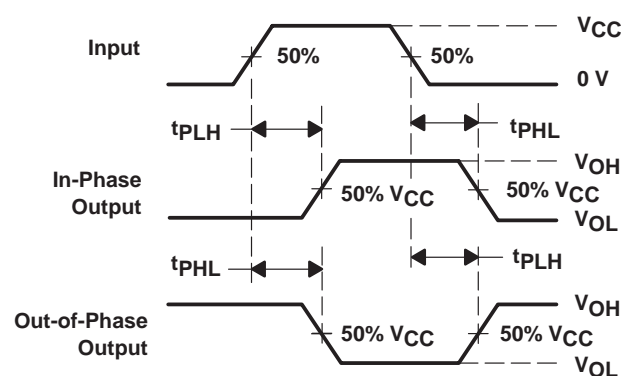 Input
50%
50%
VCC
0 V
tPLH
tPHL
In-Phase
Output
50% VCC
VOH
50% VCC
VOL
tPHL
tPLH
Out-of-Phase
Output
50% VCC
VOH
50% VCC
VOL